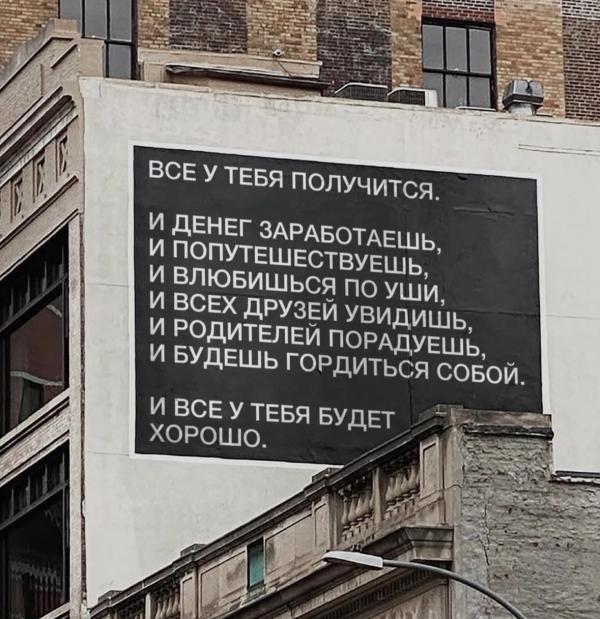 ВСЕ У ТЕБЯ ПОЛУЧИТСЯ.
И ДЕНЕГ ЗАРАБОТАЕШЬ,
И ПОПУТЕШЕСТВУЕШЬ,
И ВЛЮБИШЬСЯ ПО УШИ,
И ВСЕХ ДРУЗЕЙ УВИДИШЬ,
И РОДИТЕЛЕЙ ПОРАДУЕШЬ,
И БУДЕШЬ ГОРДИТЬСЯ СОБОЙ.
И ВСЕ У ТЕБЯ БУДЕТ
ХОРОШО.